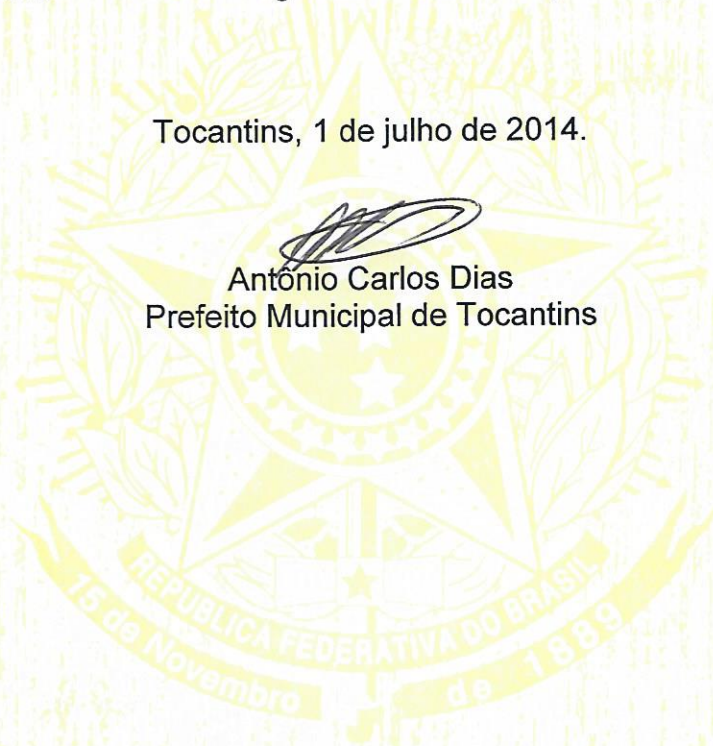 Tocantins, 1 de julho de 2014.
Antônio Carlos Dias
Prefeito Municipal de Tocantins
REPUBLICA FEDERATIVA DO BRASIL
15 de Novembro de 1889